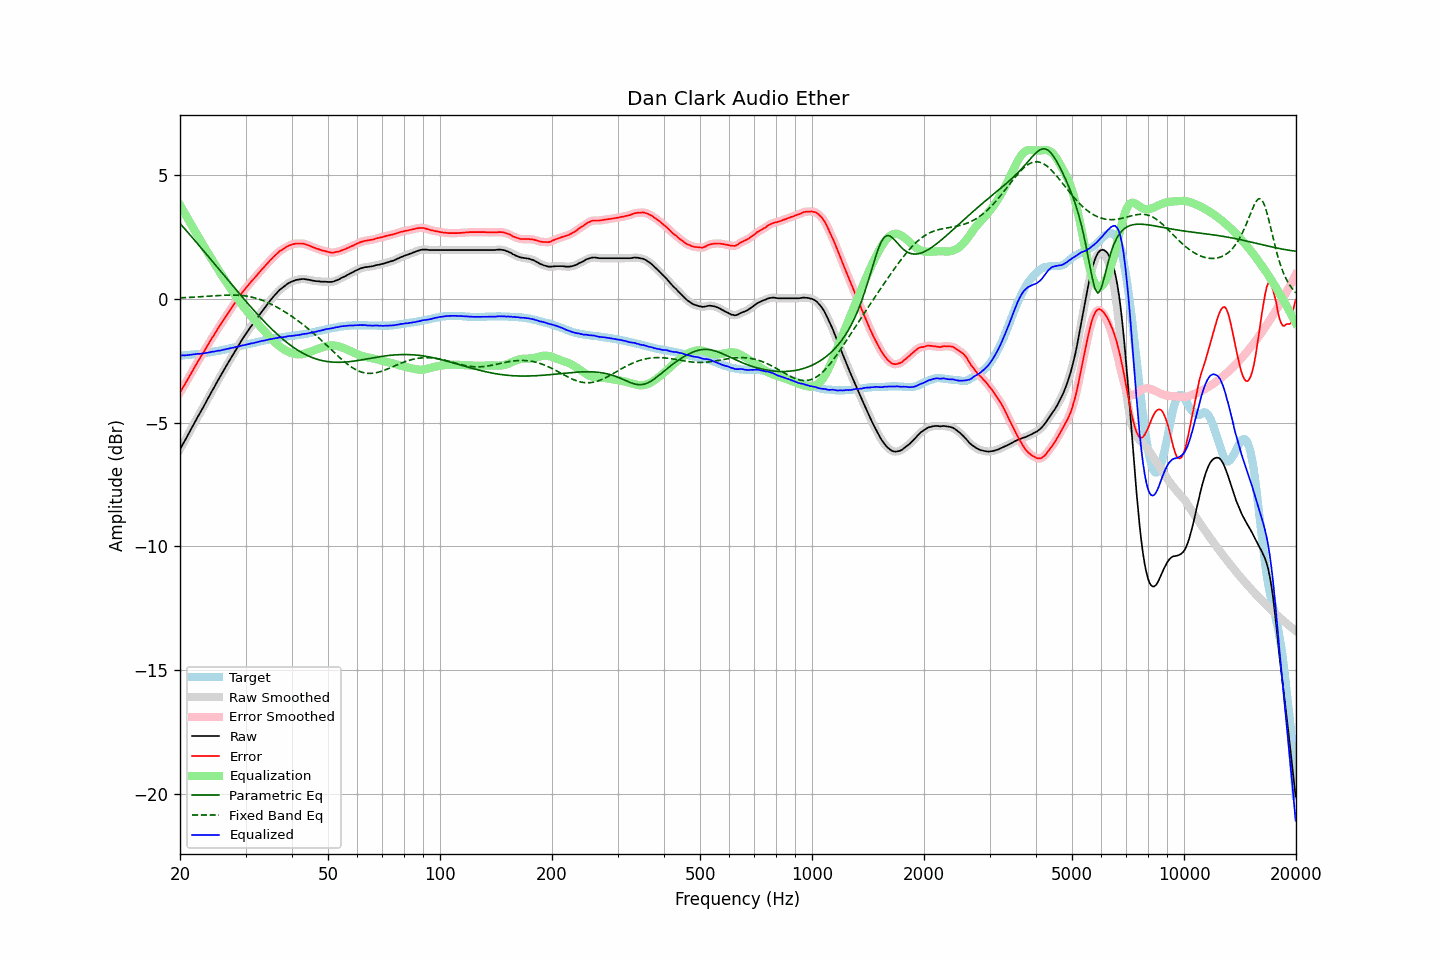 Dan Clark Audio Ether
Amplitude (dBr)
5
0
−5
−10
−15
−20
Target
Raw Smoothed
Error Smoothed
Raw
Error
Equalization
Parametric Eq
Fixed Band Eq
Equalized
20 50 100 200 500 1000 2000 5000 10000 20000
Frequency (Hz)